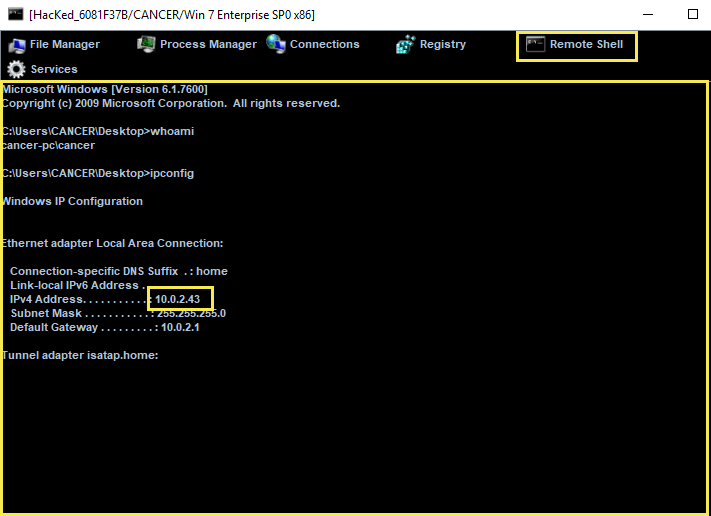 [HacKed_6081F37B/CANCER/Win 7 Enterprise SP0 x86]
File Manager Process Manager Connections Registry Remote Shell
Services
Microsoft Windows [Version 6.1.7600]
Copyright (c) 2009 Microsoft Corporation. All rights reserved.
C:\Users\CANCER\Desktop>whoami
cancer-pc\cancer
C:\Users\CANCER\Desktop>ipconfig
Windows IP Configuration
Ethernet adapter Local Area Connection:
Connection-specific DNS Suffix . : home
Link-local IPv6 Address .
IPv4 Address. . . . . . . . . . . : 10.0.2.43
Subnet Mask . . . . . . . . . . . : 255.255.255.0
Default Gateway . . . . . . . . . : 10.0.2.1
Tunnel adapter isatap.home: